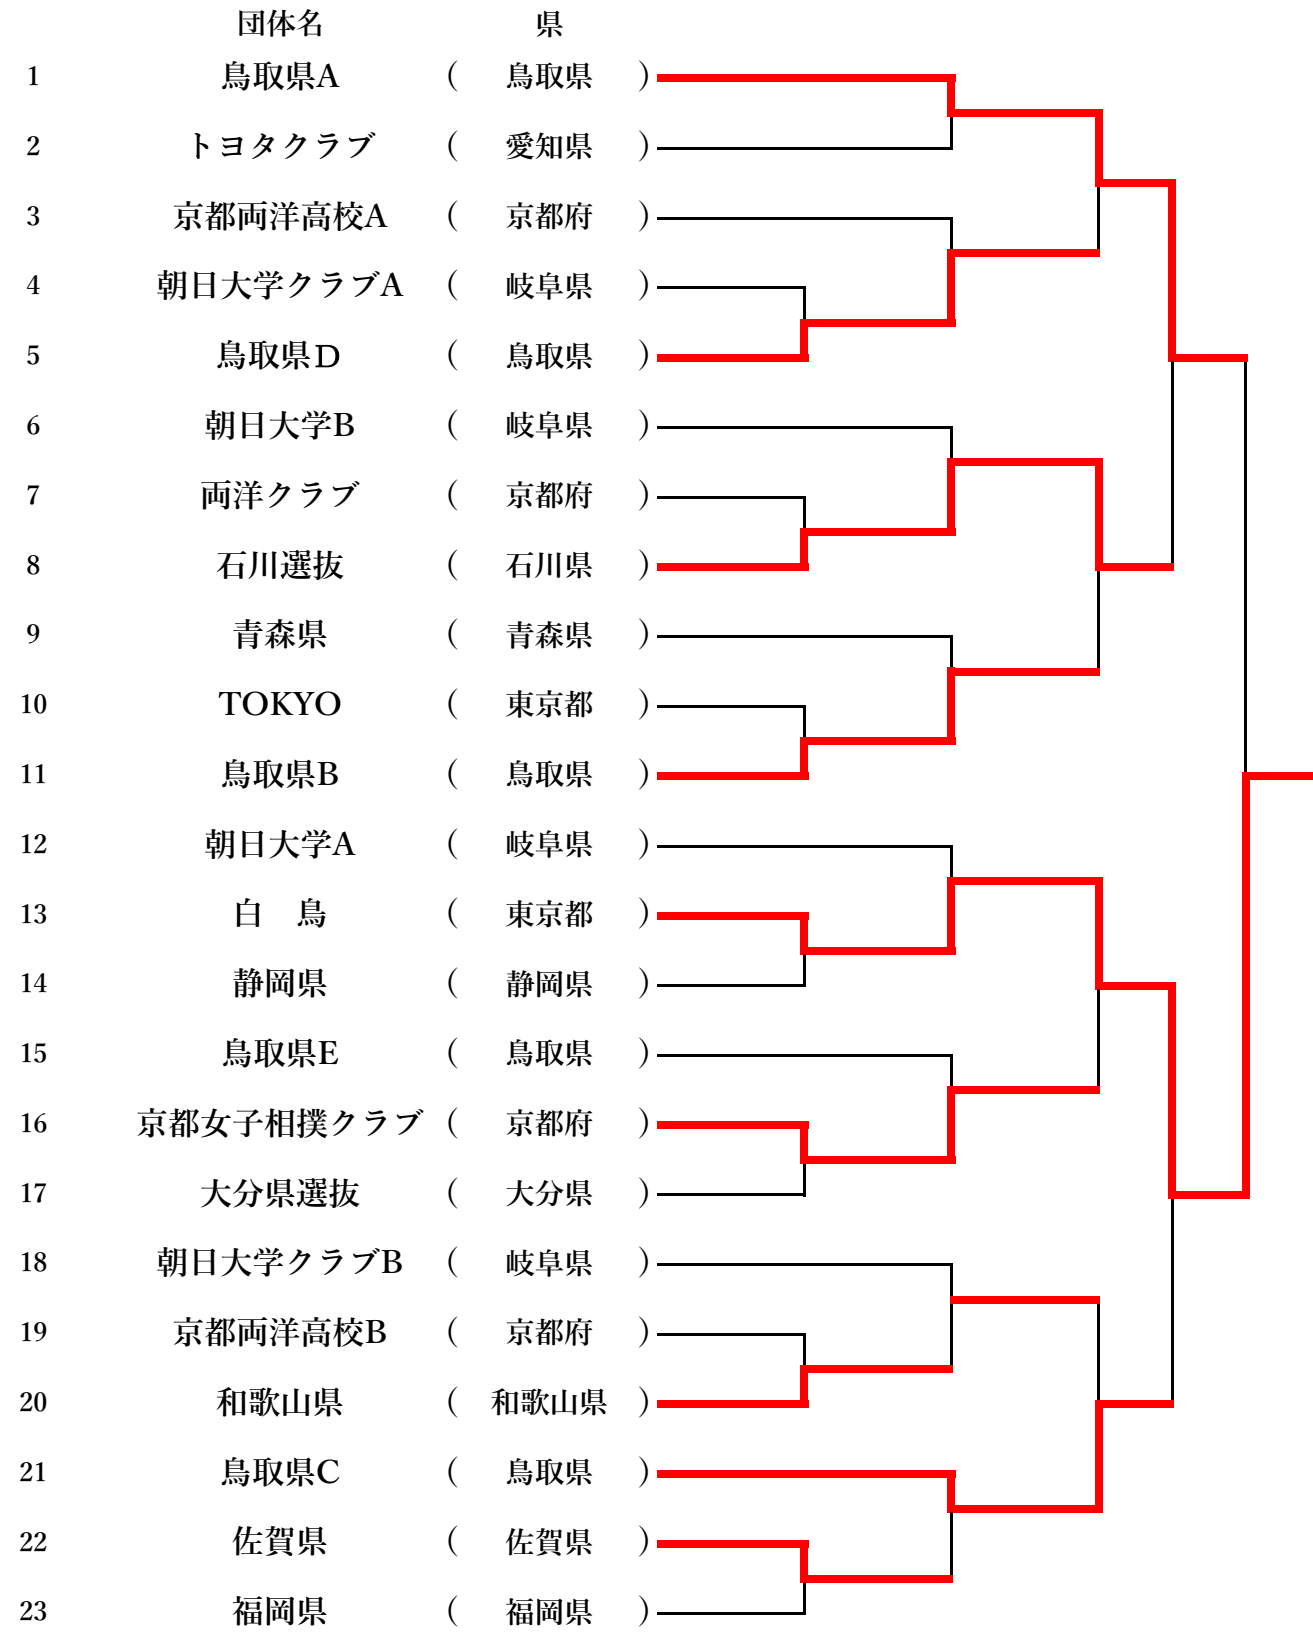 団体名 県
1 鳥取県A ( 鳥取県 )
2 トヨタクラブ ( 愛知県 )
3 京都両洋高校A ( 京都府 )
4 朝日大学クラブA ( 岐阜県 )
5 鳥取県Ｄ ( 鳥取県 )
6 朝日大学B ( 岐阜県 )
7 両洋クラブ ( 京都府 )
8 石川選抜 ( 石川県 )
9 青森県 ( 青森県 )
10 TOKYO ( 東京都 )
11 鳥取県B ( 鳥取県 )
12 朝日大学A ( 岐阜県 )
13 白　鳥 ( 東京都 )
14 静岡県 ( 静岡県 )
15 鳥取県E ( 鳥取県 )
16 京都女子相撲クラブ ( 京都府 )
17 大分県選抜 ( 大分県 )
18 朝日大学クラブB ( 岐阜県 )
19 京都両洋高校B ( 京都府 )
20 和歌山県 ( 和歌山県 )
21 鳥取県C ( 鳥取県 )
22 佐賀県 ( 佐賀県 )
23 福岡県 ( 福岡県 )